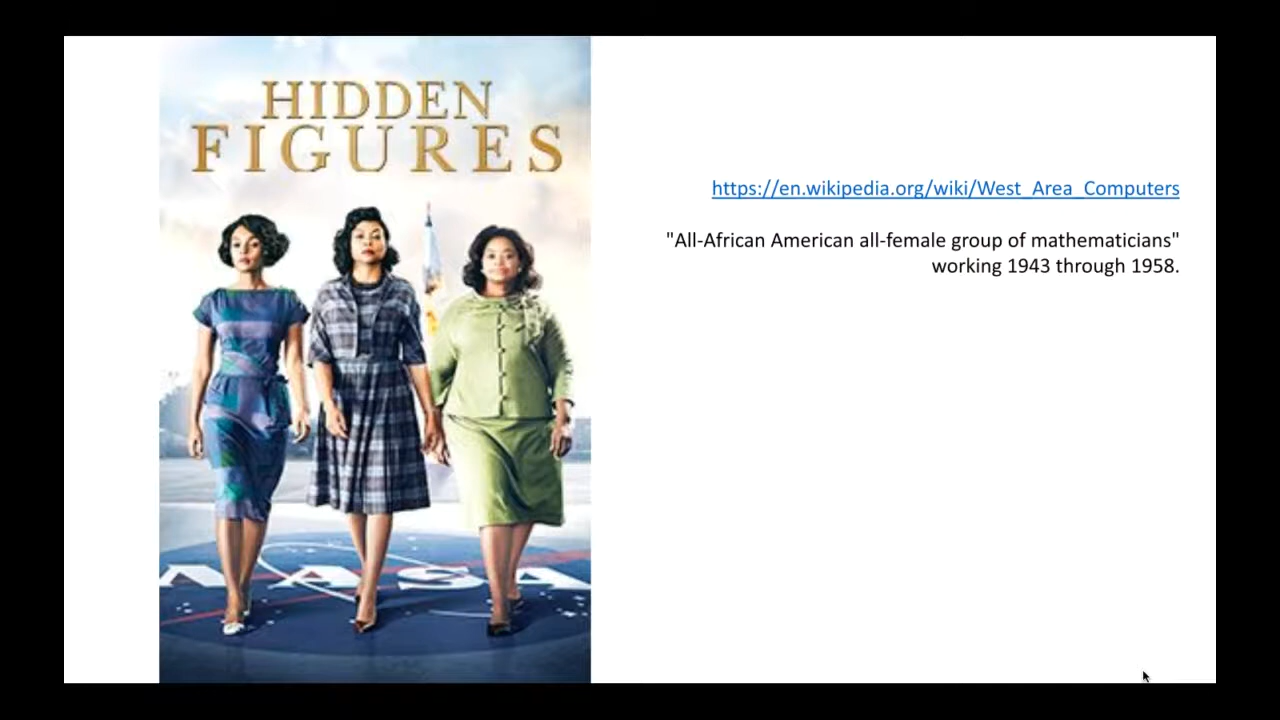 HIDDEN
FIGURES
https://en.wikipedia.org/wiki/West_Area_Computers
"All-African American all-female group of mathematicians"
working 1943 through 1958.
NASA